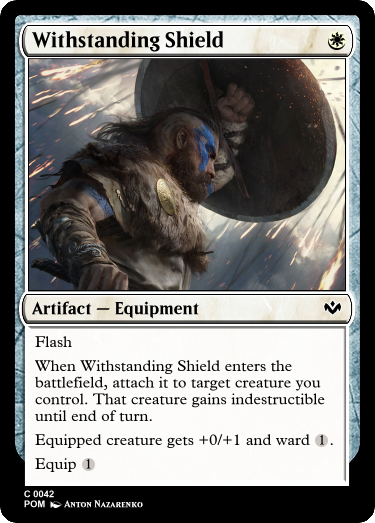 Withstanding Shield
Artifact — Equipment
Flash
When Withstanding Shield enters the
battlefield, attach it to target creature you
control. That creature gains indestructible
until end of turn.
Equipped creature gets +0/+1 and ward 1.
Equip 1
C 0042
POM Anton Nazarenko